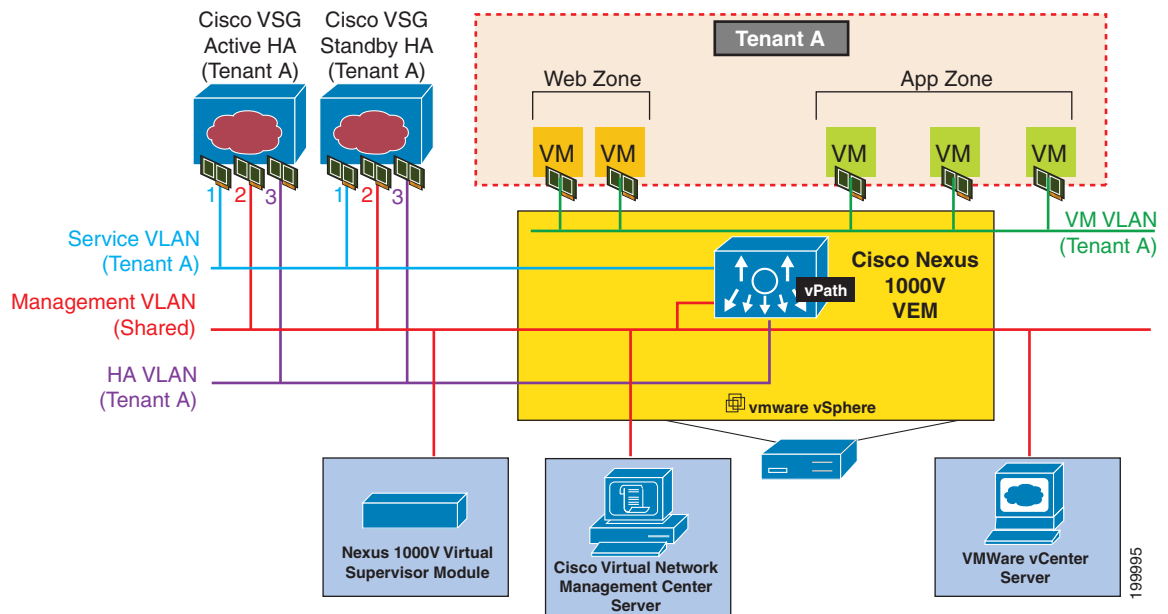 Cisco VSG
Active HA
(Tenant A)
Cisco VSG
Standby HA
(Tenant A)
Tenant A
Web Zone
App Zone
VM
VM
VM
VM
VM
1
2
3
1
2
3
Service VLAN
(Tenant A)
VM VLAN
(Tenant A)
Management VLAN
(Shared)
Cisco Nexus
1000V
VEM
vPath
HA VLAN
(Tenant A)
vmware vSphere
Nexus 1000V Virtual
Supervisor Module
Cisco Virtual Network
Management Center
Server
VMWare vCenter
Server
199995